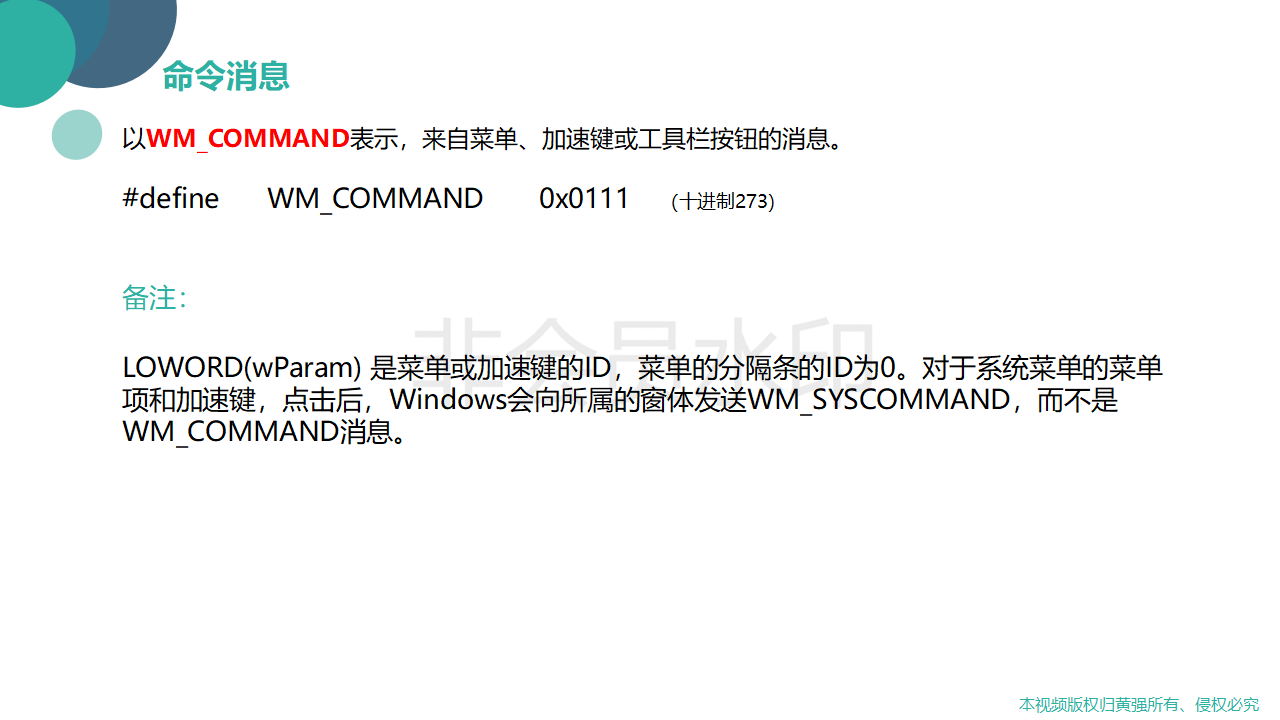 命令消息
以WM_COMMAND表示，来自菜单、加速键或工具栏按钮的消息。
#define WM_COMMAND 0x0111 (十进制273)
备注：
非会员水印
LOWORD(wParam) 是菜单或加速键的ID，菜单的分隔条的ID为0。对于系统菜单的菜单
项和加速键，点击后，Windows会向所属的窗体发送WM_SYSCOMMAND，而不是
WM_COMMAND消息。
本视频版权归黄强所有、侵权必究